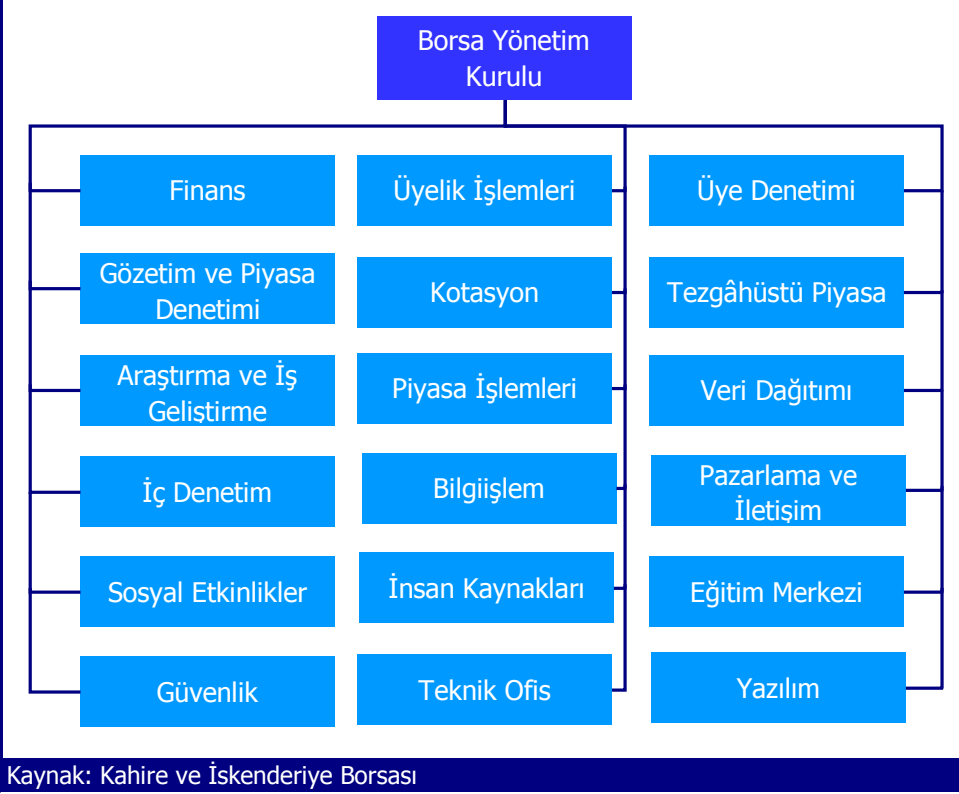 Borsa Yönetim
Kurulu
Finans
Üyelik İşlemleri
Üye Denetimi
Gözetim ve Piyasa
Denetimi
Kotasyon
Tezgâhüstü Piyasa
Araştırma ve İş
Geliştirme
Piyasa İşlemleri
Veri Dağıtımı
İç Denetim
Bilgiişlem
Pazarlama ve
İletişim
Sosyal Etkinlikler
İnsan Kaynakları
Eğitim Merkezi
Güvenlik
Teknik Ofis
Yazılım
Kaynak: Kahire ve İskenderiye Borsası